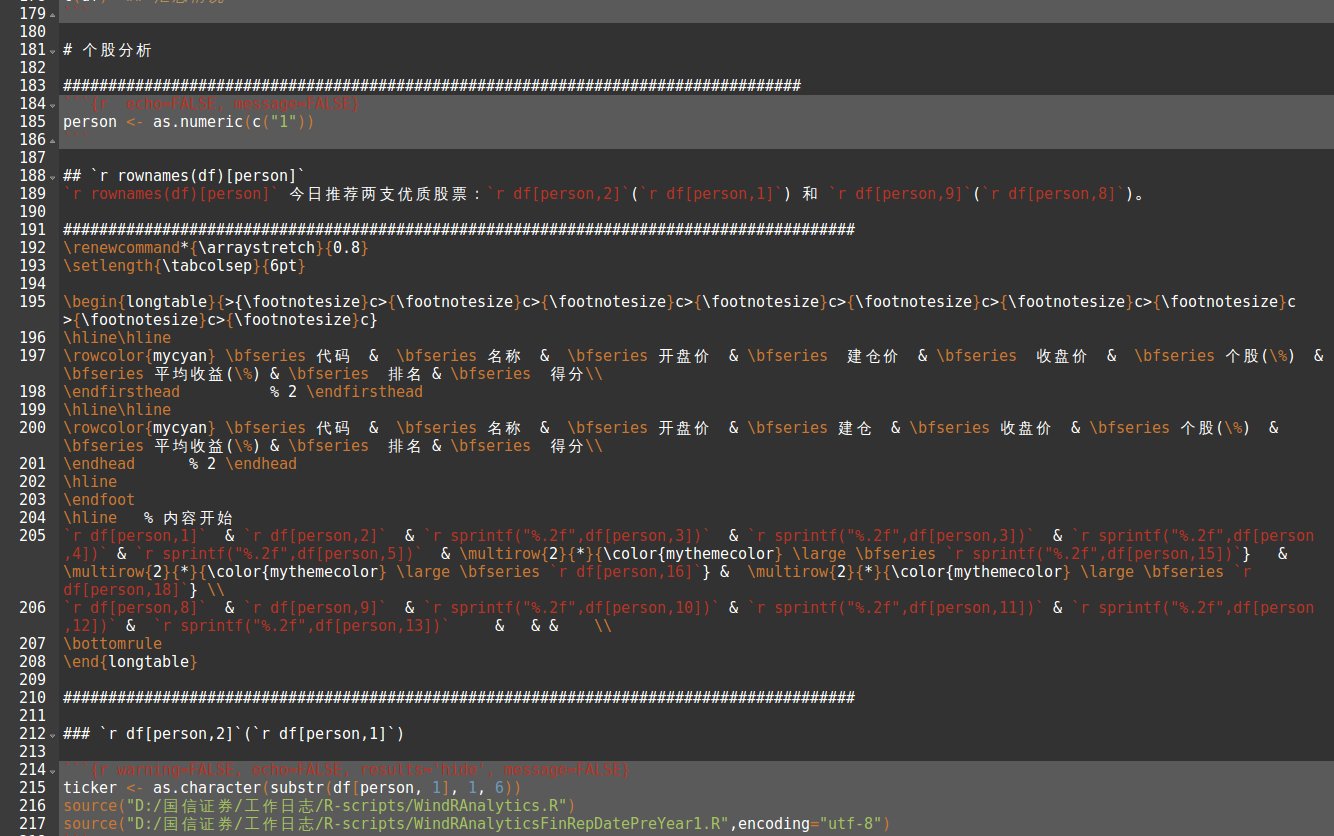 179
180
181 # 个股分析
182
183 ##################################################################################
184 ```{r  echo=FALSE, message=FALSE}
185 person <- as.numeric(c("1"))
186 ```
187
188 ## `r rownames(df)[person]`
189 `r rownames(df)[person]` 今日推荐两支优质股票：`r df[person,2]`(`r df[person,1]`) 和 `r df[person,9]`(`r df[person,8]`)。
190
191 ########################################################################################
192 \renewcommand*{\arraystretch}{0.8}
193 \setlength{\tabcolsep}{6pt}
194
195 \begin{longtable}{>{\footnotesize}c>{\footnotesize}c>{\footnotesize}c>{\footnotesize}c>{\footnotesize}c>{\footnotesize}c>{\footnotesize}c
>{\footnotesize}c>{\footnotesize}c}
196 \hline\hline
197 \rowcolor{mycyan} \bfseries 代码  &  \bfseries 名称  &  \bfseries 开盘价  & \bfseries  建仓价  & \bfseries  收盘价  &  \bfseries 个股(\%)  &
\bfseries 平均收益(\%) & \bfseries  排名 & \bfseries  得分\\
198 \endfirsthead          % 2 \endfirsthead
199 \hline\hline
200 \rowcolor{mycyan} \bfseries 代码  &  \bfseries 名称  &  \bfseries 开盘价  & \bfseries 建仓  & \bfseries 收盘价  & \bfseries 个股(\%)  &
\bfseries 平均收益(\%) & \bfseries  排名 & \bfseries  得分\\
201 \endhead      % 2 \endhead
202 \hline
203 \endfoot
204 \hline   % 内容开始
205 `r df[person,1]`  & `r df[person,2]`  & `r sprintf("%.2f",df[person,3])`  & `r sprintf("%.2f",df[person,3])`  & `r sprintf("%.2f",df[person
,4])` & `r sprintf("%.2f",df[person,5])`  & \multirow{2}{*}{\color{mythemecolor} \large \bfseries `r sprintf("%.2f",df[person,15])`}   &
\multirow{2}{*}{\color{mythemecolor} \large \bfseries `r df[person,16]`} &  \multirow{2}{*}{\color{mythemecolor} \large \bfseries `r
df[person,18]`} \\
206 `r df[person,8]`  & `r df[person,9]`  & `r sprintf("%.2f",df[person,10])` & `r sprintf("%.2f",df[person,11])` & `r sprintf("%.2f",df[person
,12])` &  `r sprintf("%.2f",df[person,13])`     &   & &    \\
207 \bottomrule
208 \end{longtable}
209
210 ########################################################################################
211
212 ### `r df[person,2]`(`r df[person,1]`)
213
214 ```{r warning=FALSE, echo=FALSE, results='hide', message=FALSE}
215 ticker <- as.character(substr(df[person, 1], 1, 6))
216 source("D:/国信证券/工作日志/R-scripts/WindRAnalytics.R")
217 source("D:/国信证券/工作日志/R-scripts/WindRAnalyticsFinRepDatePreYear1.R",encoding="utf-8")